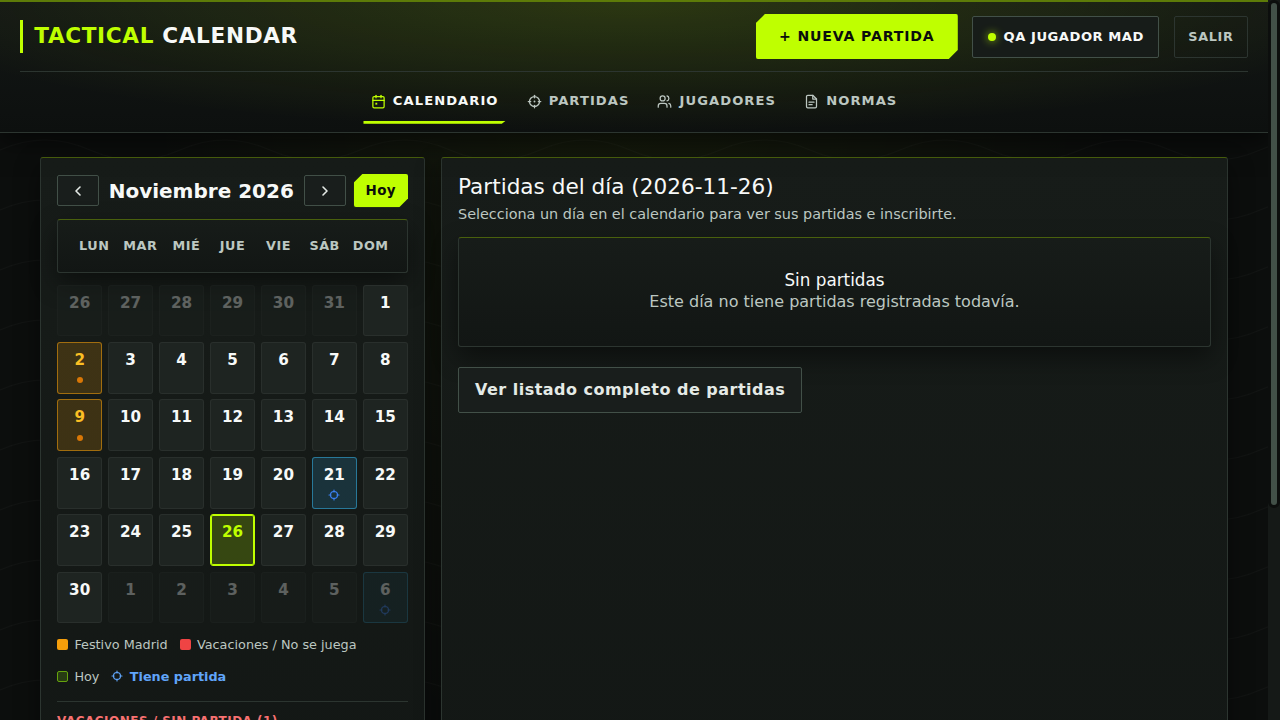 TACTICAL CALENDAR
+ NUEVA PARTIDA
QA JUGADOR MAD
SALIR
CALENDARIO
PARTIDAS
JUGADORES
NORMAS
Noviembre 2026
Hoy
LUN MAR MIÉ JUE VIE SÁB DOM
26 27 28 29 30 31 1
2 3 4 5 6 7 8
9 10 11 12 13 14 15
16 17 18 19 20 21 22
23 24 25 26 27 28 29
30 1 2 3 4 5 6
Festivo Madrid
Vacaciones / No se juega
Hoy
Tiene partida
VACACIONES / SIN PARTIDA (1)
Partidas del día (2026-11-26)
Selecciona un día en el calendario para ver sus partidas e inscribirte.
Sin partidas
Este día no tiene partidas registradas todavía.
Ver listado completo de partidas